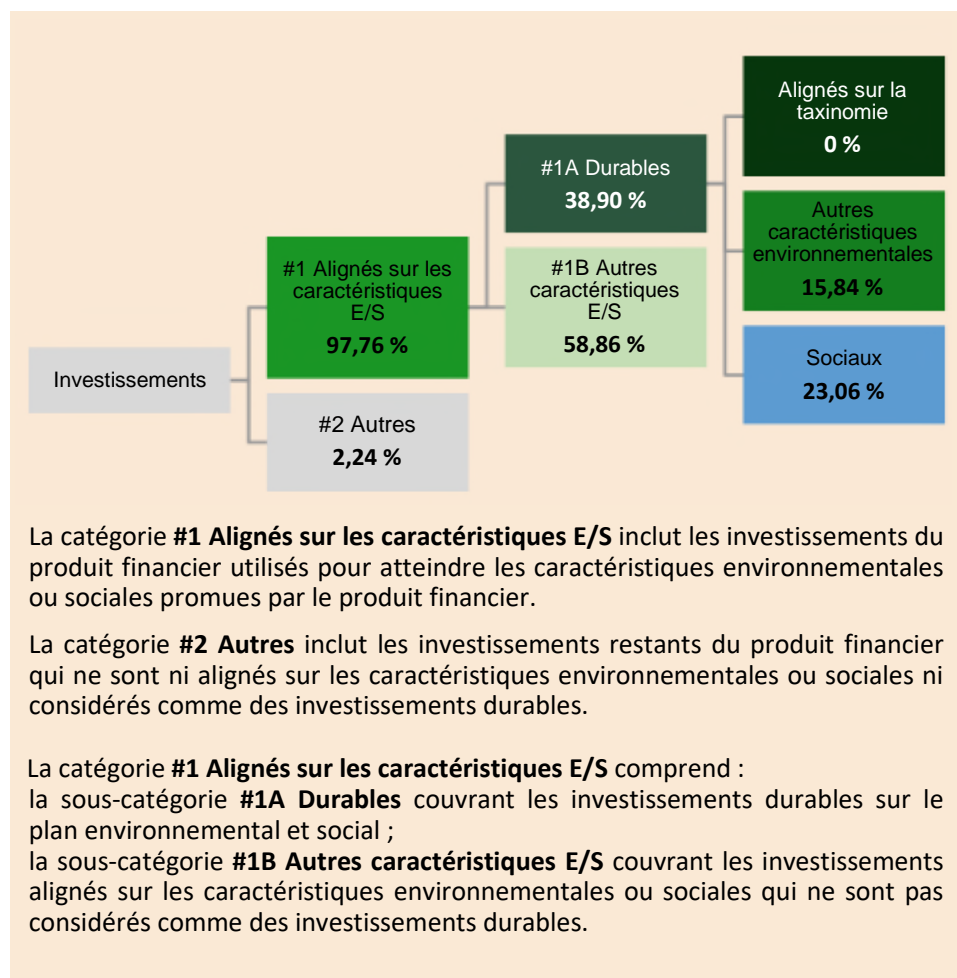 Investissements
#1 Alignés sur les
caractéristiques
E/S
97,76 %
#2 Autres
2,24 %
#1A Durables
38,90 %
#1B Autres
caractéristiques
E/S
58,86 %
Alignés sur la
taxinomie
0 %
Autres
caractéristiques
environnementales
15,84 %
Sociaux
23,06 %
La catégorie #1 Alignés sur les caractéristiques E/S inclut les investissements du
produit financier utilisés pour atteindre les caractéristiques environnementales
ou sociales promues par le produit financier.
La catégorie #2 Autres inclut les investissements restants du produit financier
qui ne sont ni alignés sur les caractéristiques environnementales ou sociales ni
considérés comme des investissements durables.
La catégorie #1 Alignés sur les caractéristiques E/S comprend :
la sous-catégorie #1A Durables couvrant les investissements durables sur le
plan environnemental et social ;
la sous-catégorie #1B Autres caractéristiques E/S couvrant les investissements
alignés sur les caractéristiques environnementales ou sociales qui ne sont pas
considérés comme des investissements durables.